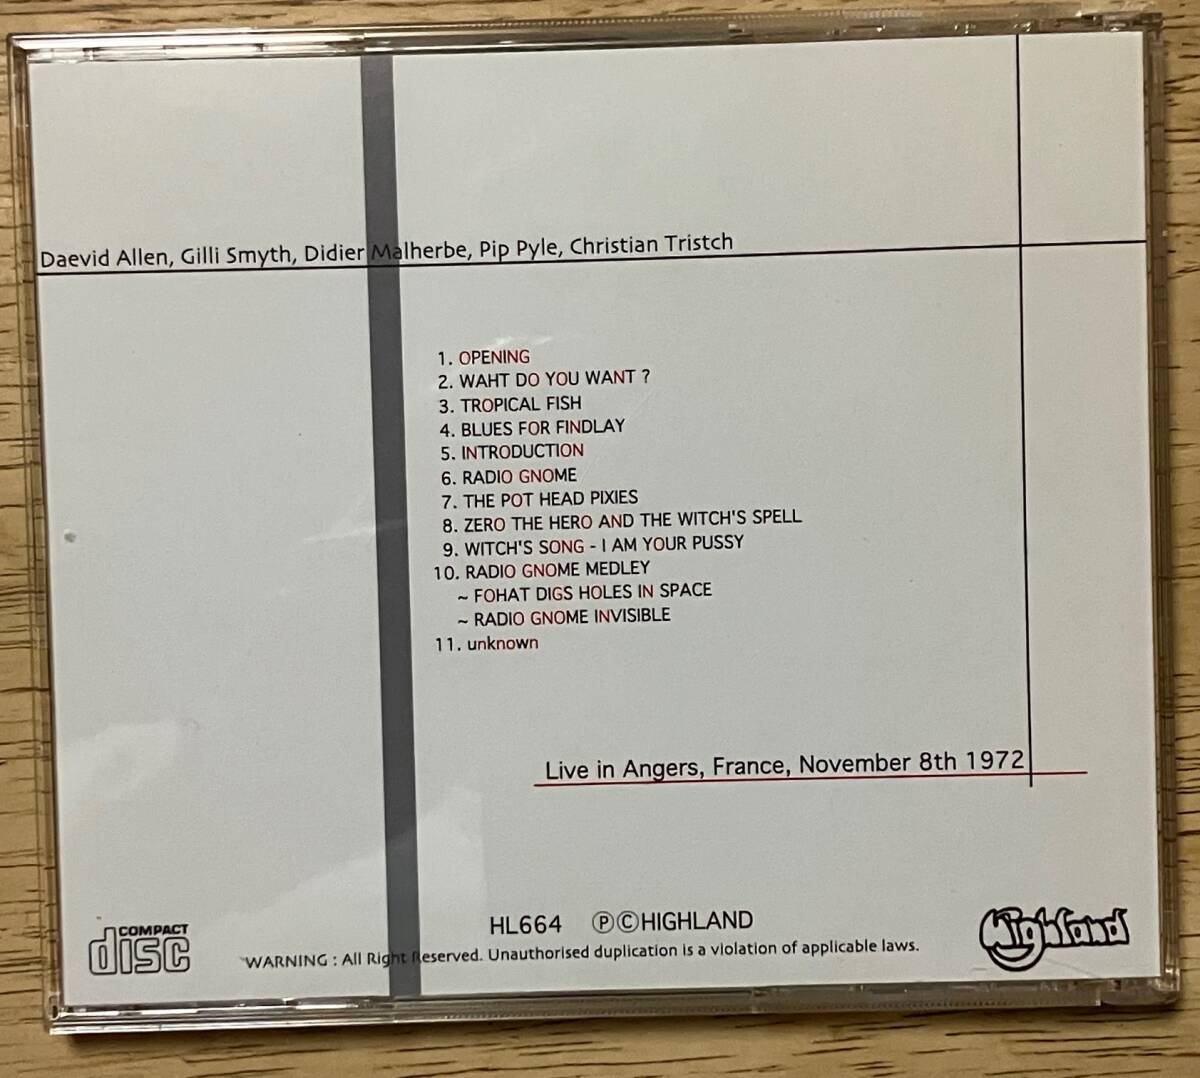 Daevid Allen, Gilli Smyth, Didier Malherbe, Pip Pyle, Christian Tristch
1. OPENING
2. WAHT DO YOU WANT ?
3. TROPICAL FISH
4. BLUES FOR FINDLAY
5. INTRODUCTION
6. RADIO GNOME
7. THE POT HEAD PIXIES
8. ZERO THE HERO AND THE WITCH'S SPELL
9. WITCH'S SONG - I AM YOUR PUSSY
10. RADIO GNOME MEDLEY
~ FOHAT DIGS HOLES IN SPACE
~ RADIO GNOME INVISIBLE
11. unknown
Live in Angers, France, November 8th 1972
COMPACT
disc
HL664 ⓅⒸHIGHLAND
Highland
WARNING : All Right Reserved. Unauthorised duplication is a violation of applicable laws.